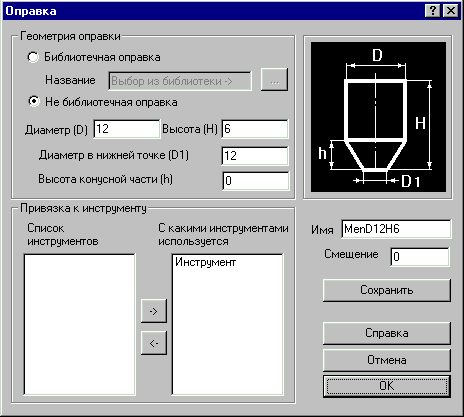 Оправка
Геометрия оправки
Библиотечная оправка
Название Выбор из библиотеки -> ...
Не библиотечная оправка
Диаметр (D) 12 Высота (H) 6
Диаметр в нижней точке (D1) 12
Высота конусной части (h) 0
D
H
h
D1
Привязка к инструменту
Список инструментов
С какими инструментами используется
Инструмент
->
<-
Имя MenD12H6
Смещение 0
Сохранить
Справка
Отмена
OK